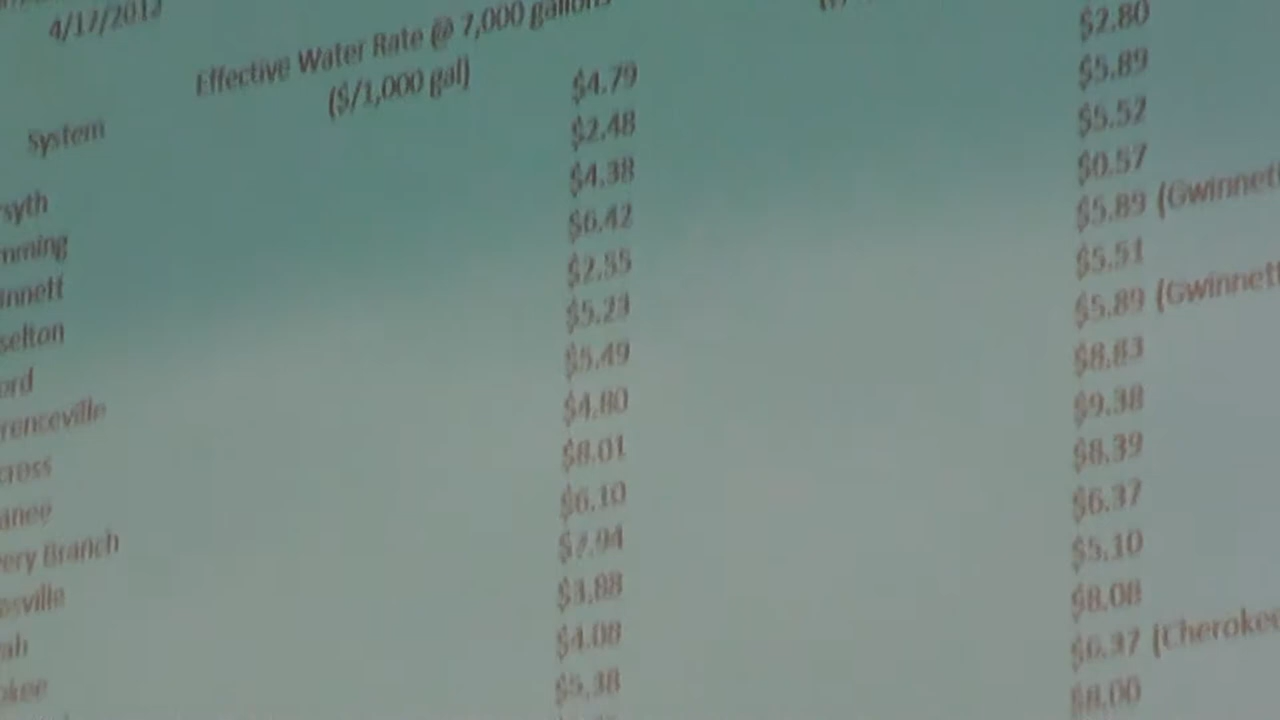 4/17/2012
Effective Water Rate @ 7,000 gallons
($/1,000 gal)
System
syth $4.79
mming $2.48 $2.80
innett $4.38 $5.89
selton $6.42 $5.52
ord $2.55 $0.57
renceville $5.23 $5.89 (Gwinnett
cross $5.49 $5.51
anee $4.80 $5.89 (Gwinnett
ery Branch $8.01 $8.83
esville $6.10 $9.38
ah $7.94 $8.39
okee $3.88 $6.37
$4.08 $5.10
$5.38 $8.08
$6.37 (Cherokee
$8.00